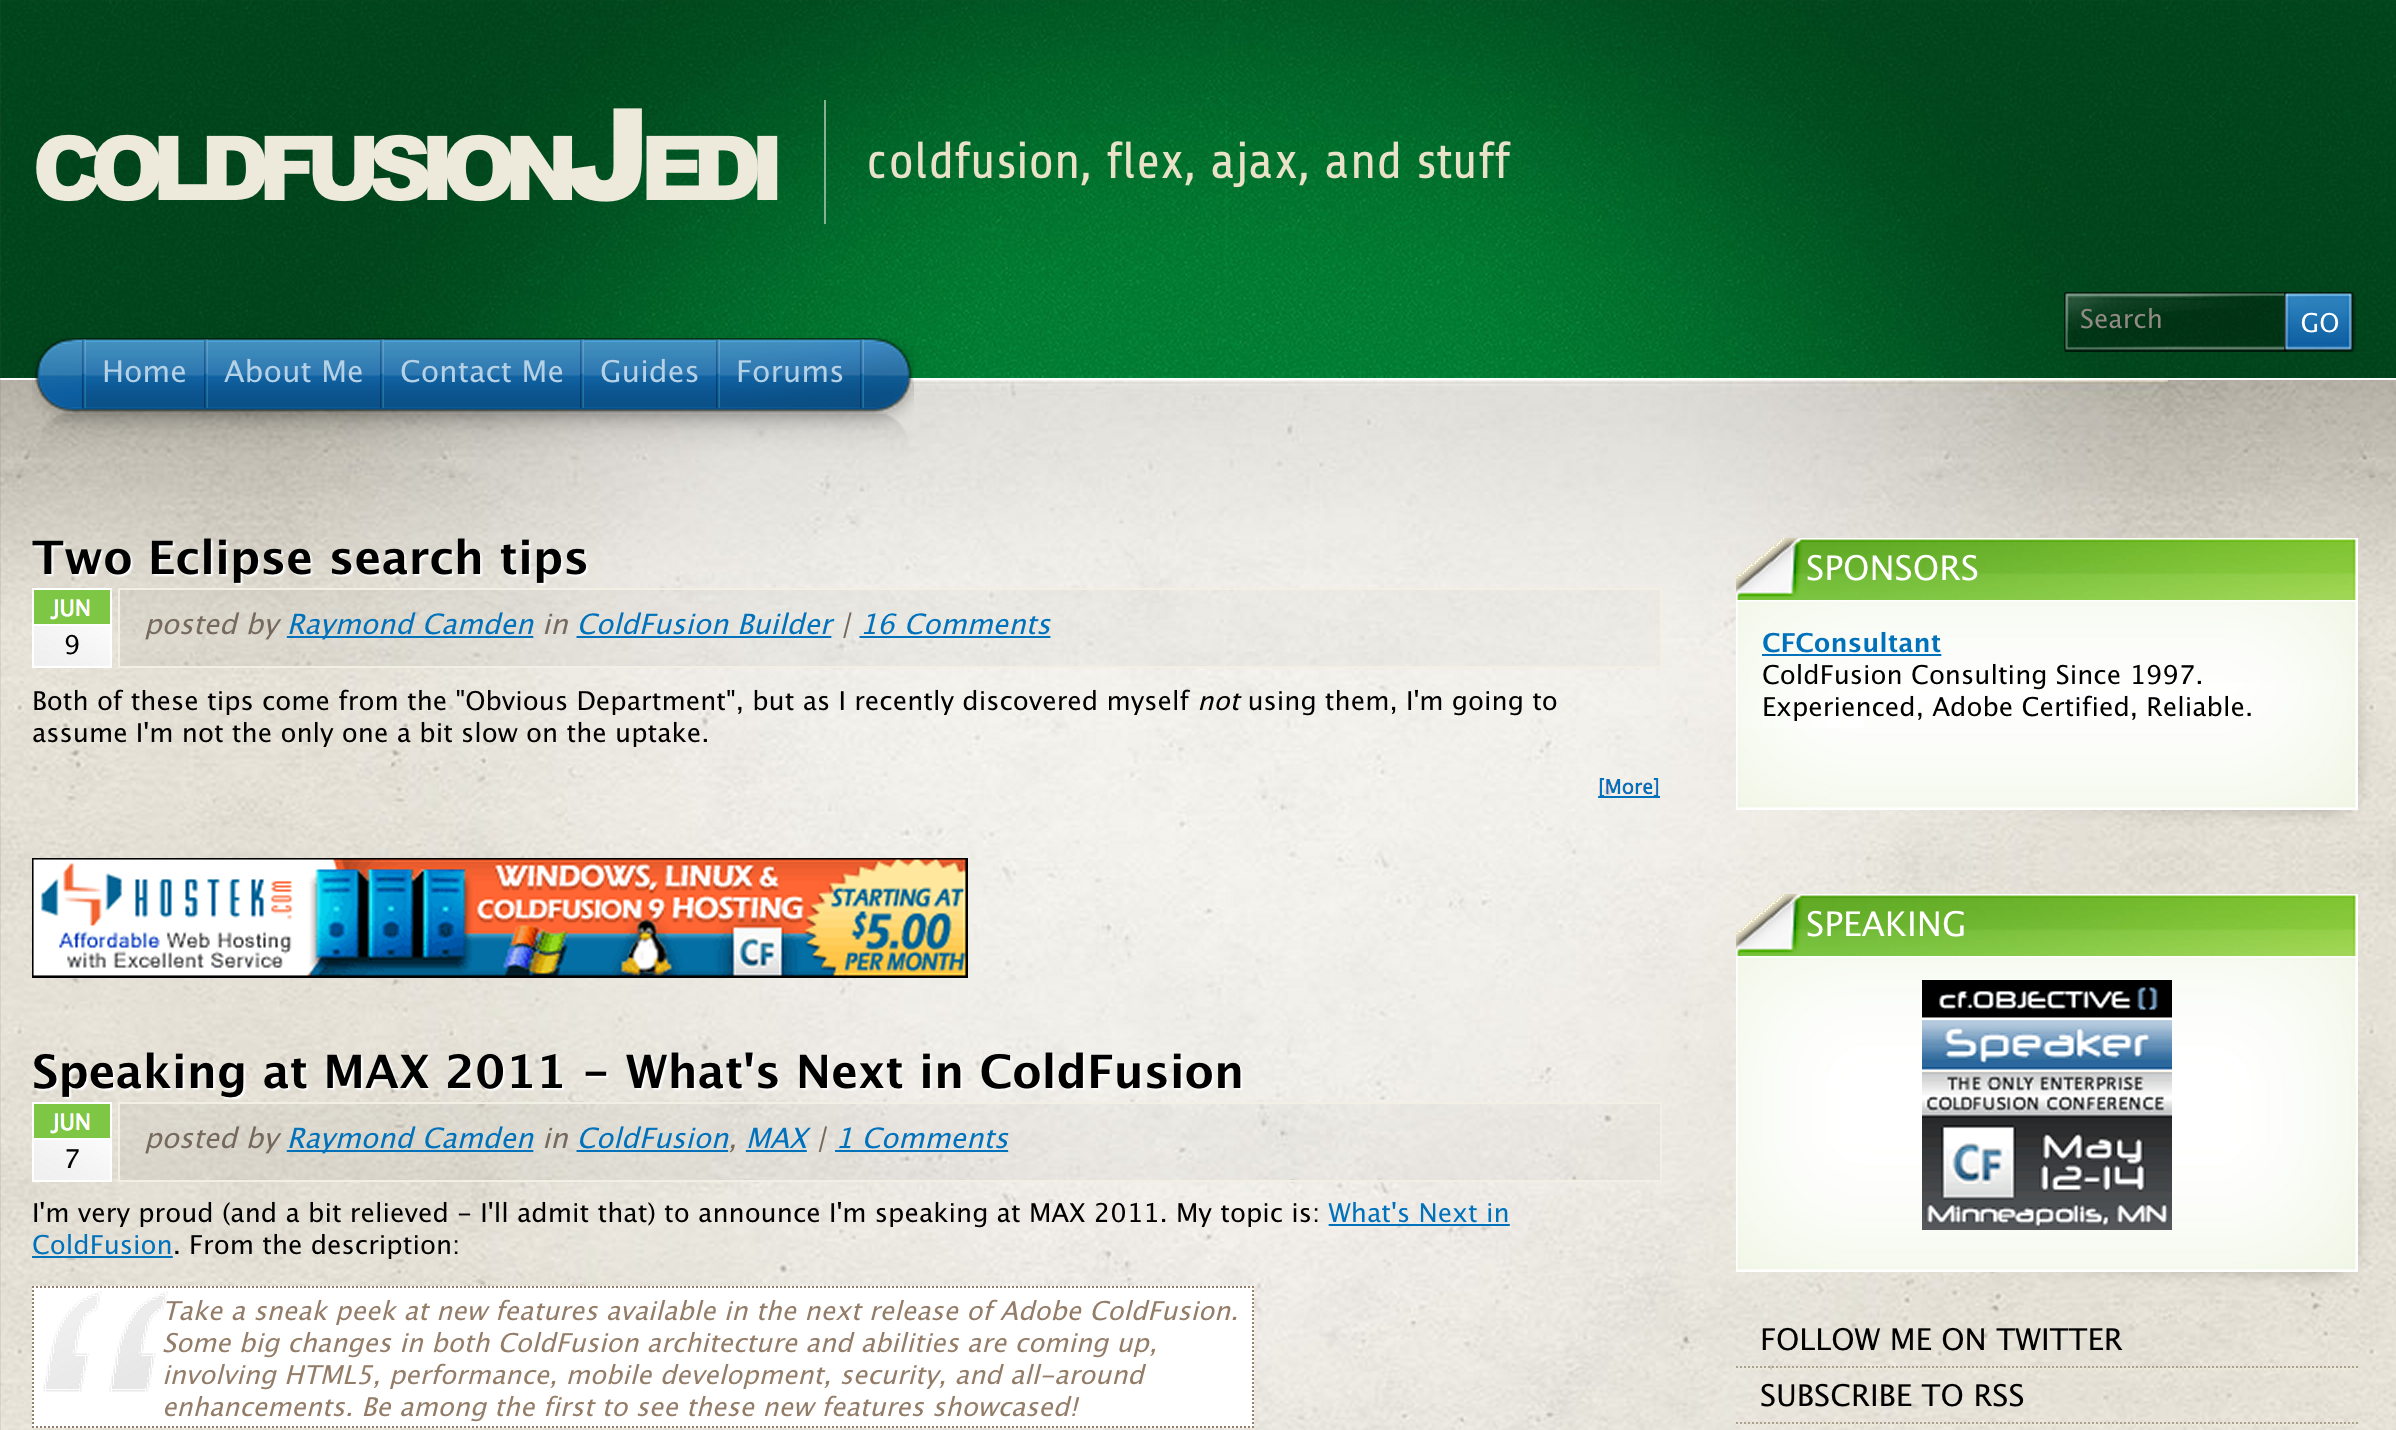 COLDFUSIONJEDI
coldfusion, flex, ajax, and stuff
Search
GO
Home
About Me
Contact Me
Guides
Forums
Two Eclipse search tips
JUN
9
posted by Raymond Camden in ColdFusion Builder | 16 Comments
Both of these tips come from the "Obvious Department", but as I recently discovered myself not using them, I'm going to
assume I'm not the only one a bit slow on the uptake.
[More]
HOSTEK.COM
Affordable Web Hosting
with Excellent Service
WINDOWS, LINUX &
COLDFUSION 9 HOSTING
CF
STARTING AT
$5.00
PER MONTH
Speaking at MAX 2011 - What's Next in ColdFusion
JUN
7
posted by Raymond Camden in ColdFusion, MAX | 1 Comments
I'm very proud (and a bit relieved - I'll admit that) to announce I'm speaking at MAX 2011. My topic is: What's Next in
ColdFusion. From the description:
Take a sneak peek at new features available in the next release of Adobe ColdFusion.
Some big changes in both ColdFusion architecture and abilities are coming up,
involving HTML5, performance, mobile development, security, and all-around
enhancements. Be among the first to see these new features showcased!
SPONSORS
CFConsultant
ColdFusion Consulting Since 1997.
Experienced, Adobe Certified, Reliable.
SPEAKING
cf.OBJECTIVE ()
Speaker
THE ONLY ENTERPRISE
COLDFUSION CONFERENCE
CF
May
12-14
Minneapolis, MN
FOLLOW ME ON TWITTER
SUBSCRIBE TO RSS